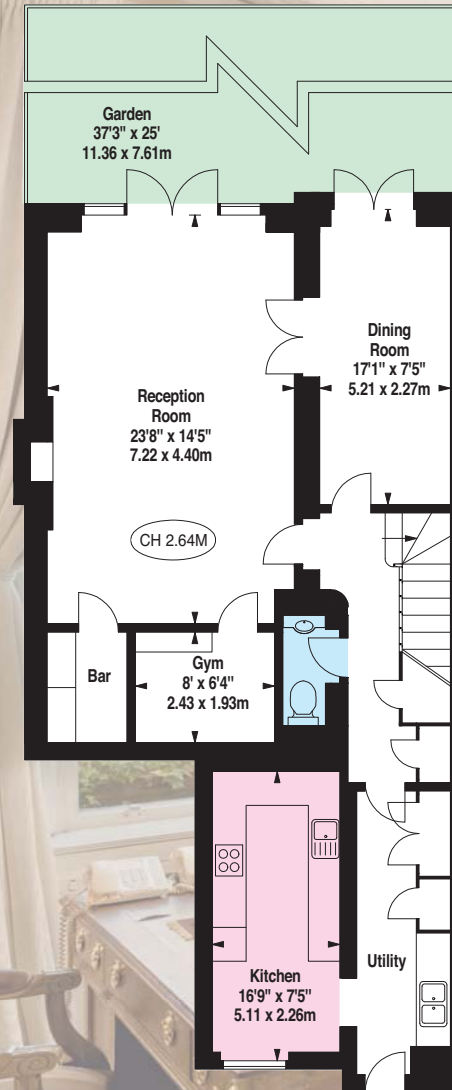 Garden
37'3" x 25'
11.36 x 7.61m
Dining
Room
17'1" x 7'5"
5.21 x 2.27m
Reception
Room
23'8" x 14'5"
7.22 x 4.40m
CH 2.64M
Bar
Gym
8' x 6'4"
2.43 x 1.93m
Utility
Kitchen
16'9" x 7'5"
5.11 x 2.26m